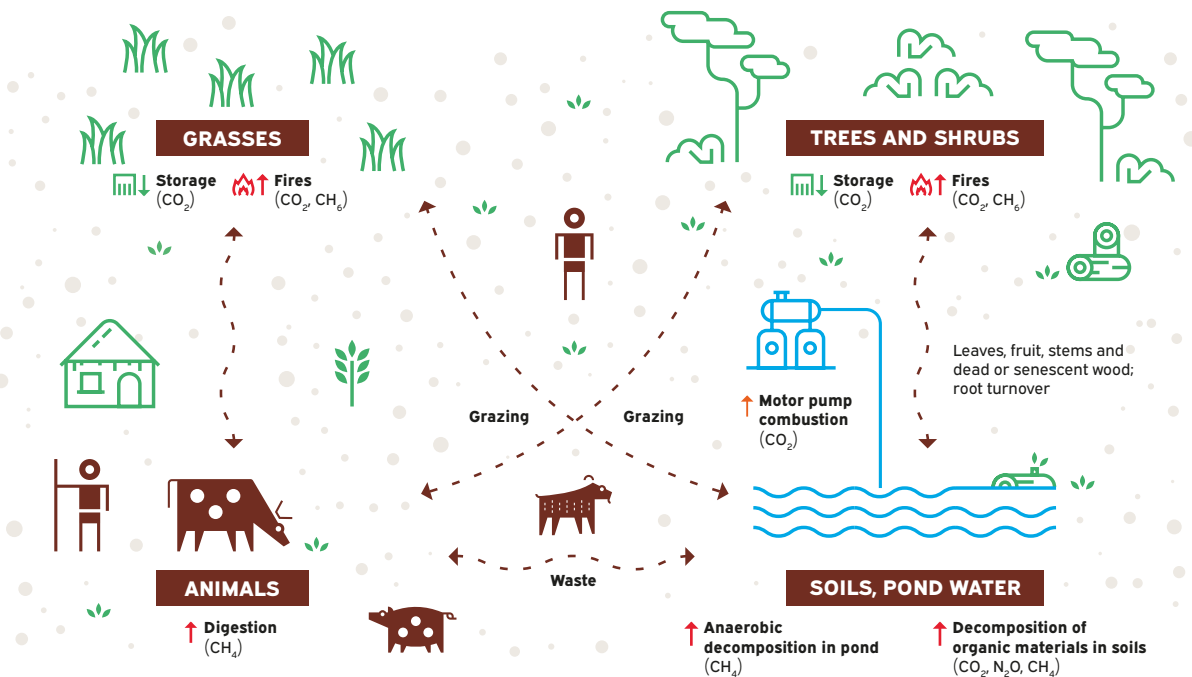 GRASSES
Storage
(CO₂)
Fires
(CO₂, CH₆)
TREES AND SHRUBS
Storage
(CO₂)
Fires
(CO₂, CH₆)
Leaves, fruit, stems and
dead or senescent wood;
root turnover
Motor pump
combustion
(CO₂)
Grazing
Grazing
Waste
ANIMALS
Digestion
(CH₄)
SOILS, POND WATER
Anaerobic
decomposition in pond
(CH₄)
Decomposition of
organic materials in soils
(CO₂, N₂O, CH₄)